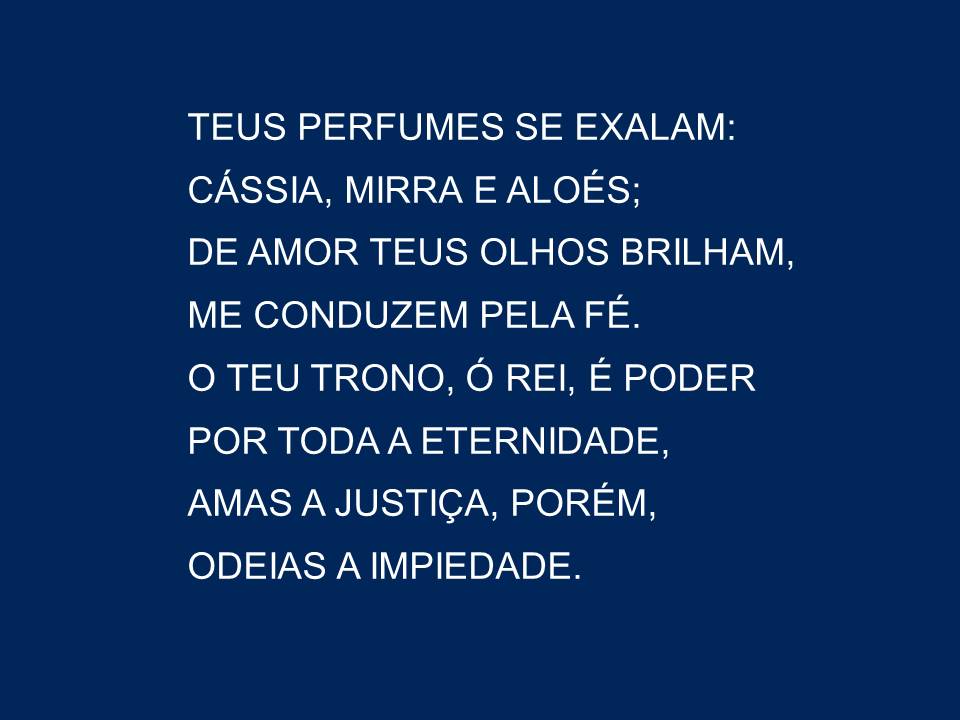 TEUS PERFUMES SE EXALAM:
CÁSSIA, MIRRA E ALOÉS;
DE AMOR TEUS OLHOS BRILHAM,
ME CONDUZEM PELA FÉ.
O TEU TRONO, Ó REI, É PODER
POR TODA A ETERNIDADE,
AMAS A JUSTIÇA, PORÉM,
ODEIAS A IMPIEDADE.